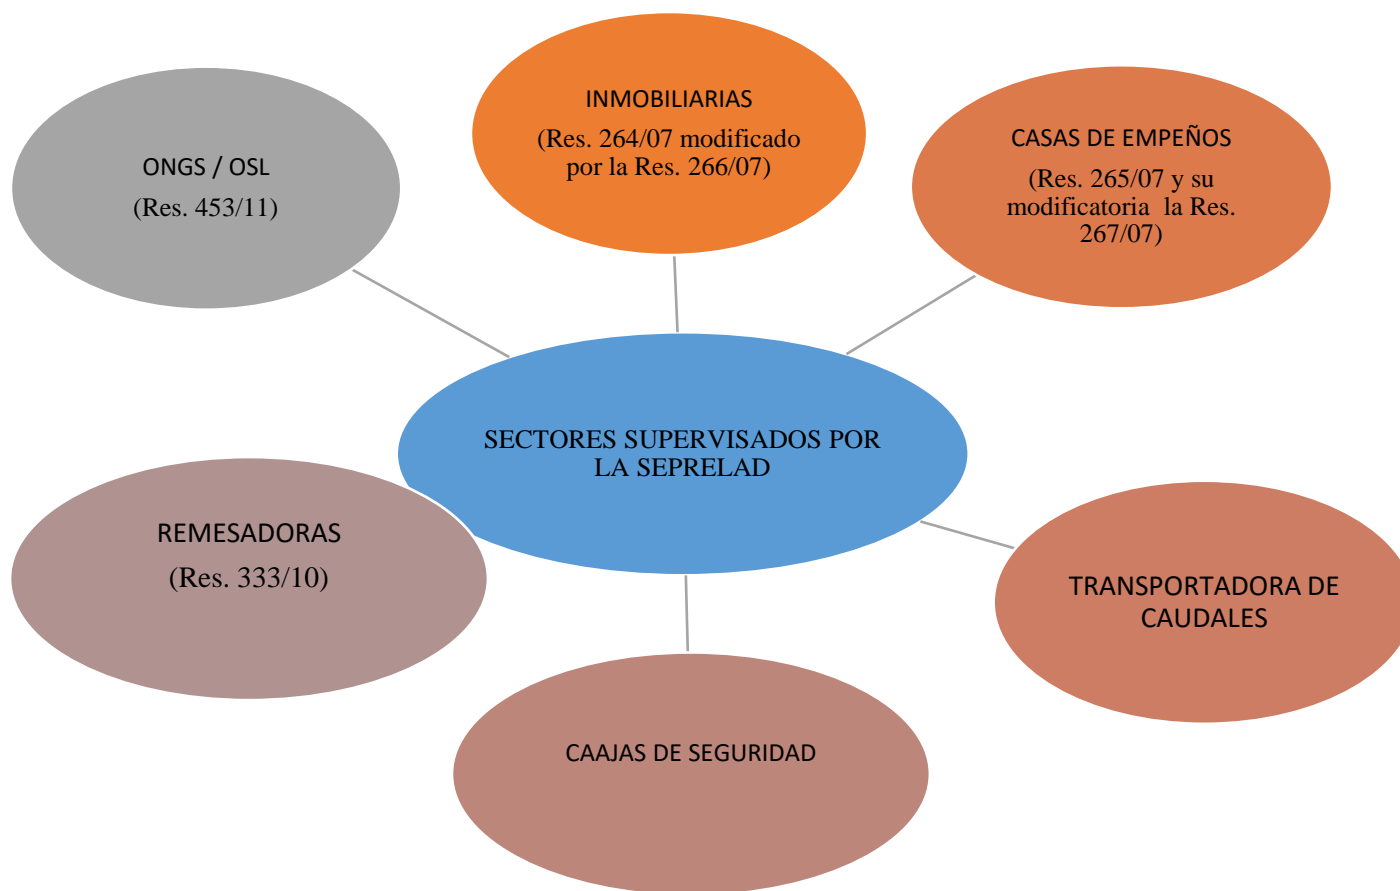 INMOBILIARIAS
(Res. 264/07 modificado
por la Res. 266/07)
CASAS DE EMPEÑOS
(Res. 265/07 y su
modificatoria  la Res.
267/07)
ONGS / OSL
(Res. 453/11)
SECTORES SUPERVISADOS POR
LA SEPRELAD
REMESADORAS
(Res. 333/10)
TRANSPORTADORA DE
CAUDALES
CAAJAS DE SEGURIDAD